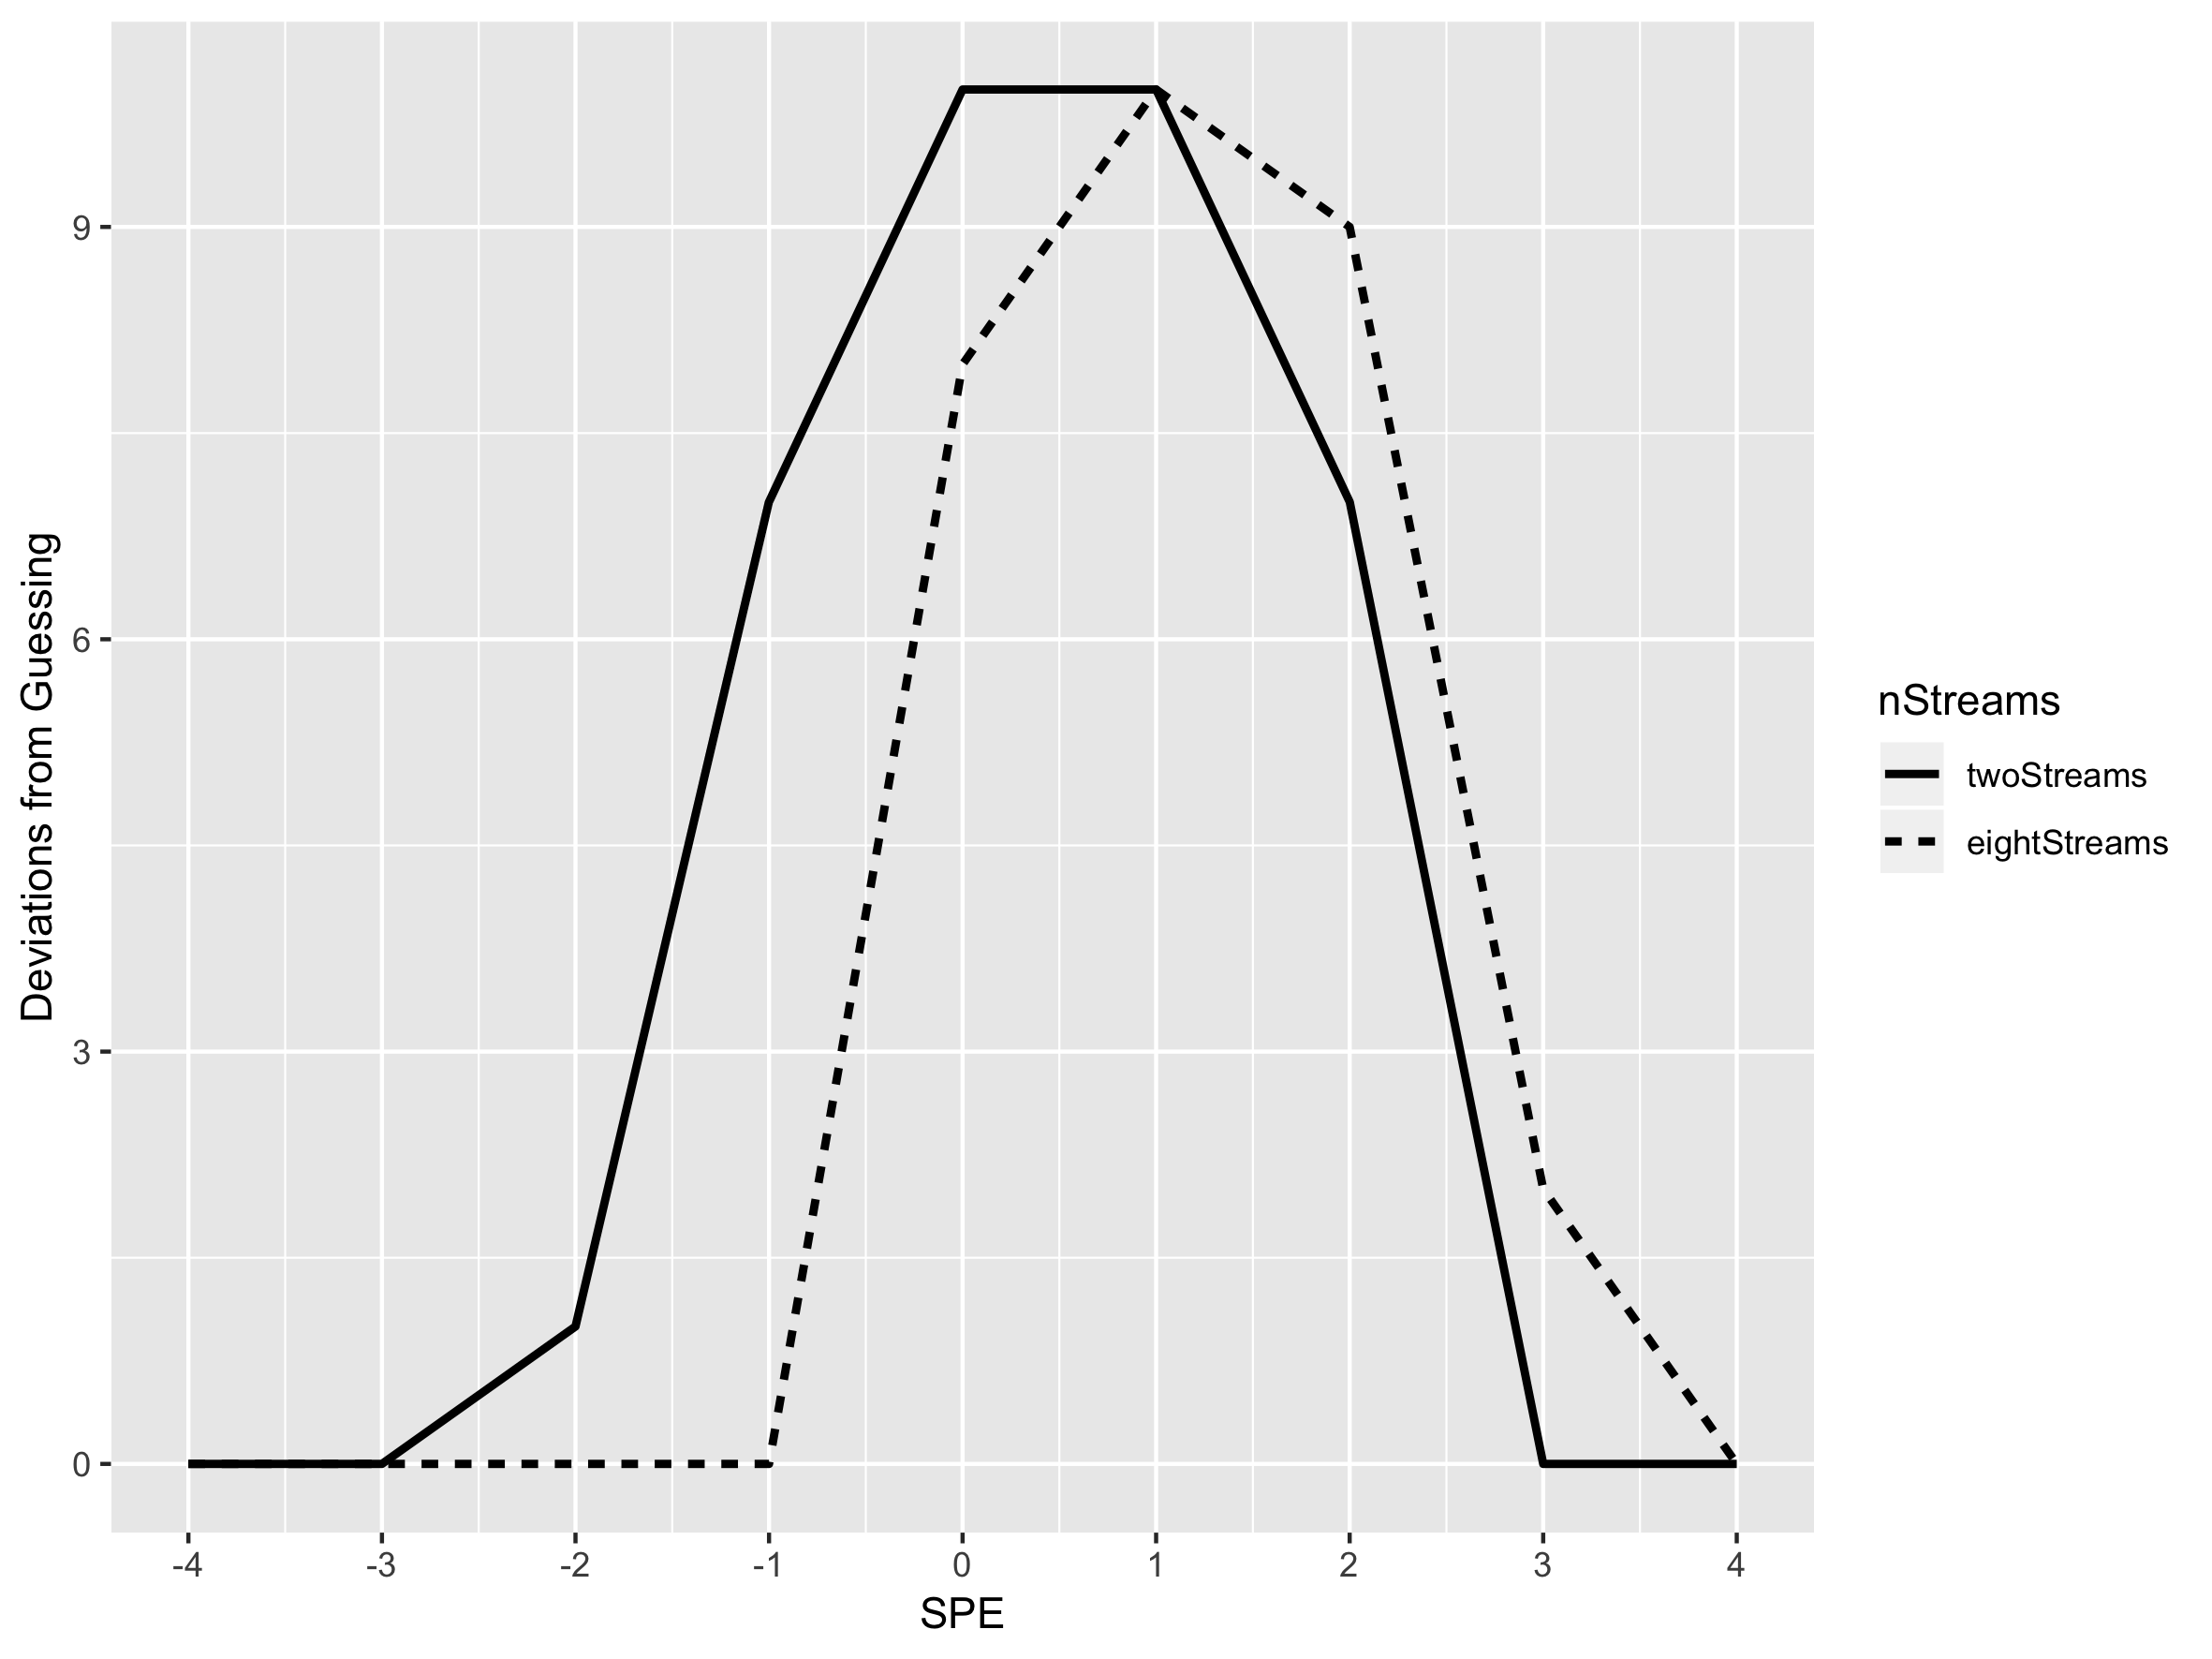 Deviations from Guessing
9
6
3
0
-4 -3 -2 -1 0 1 2 3 4
SPE
nStreams
twoStreams
eightStreams